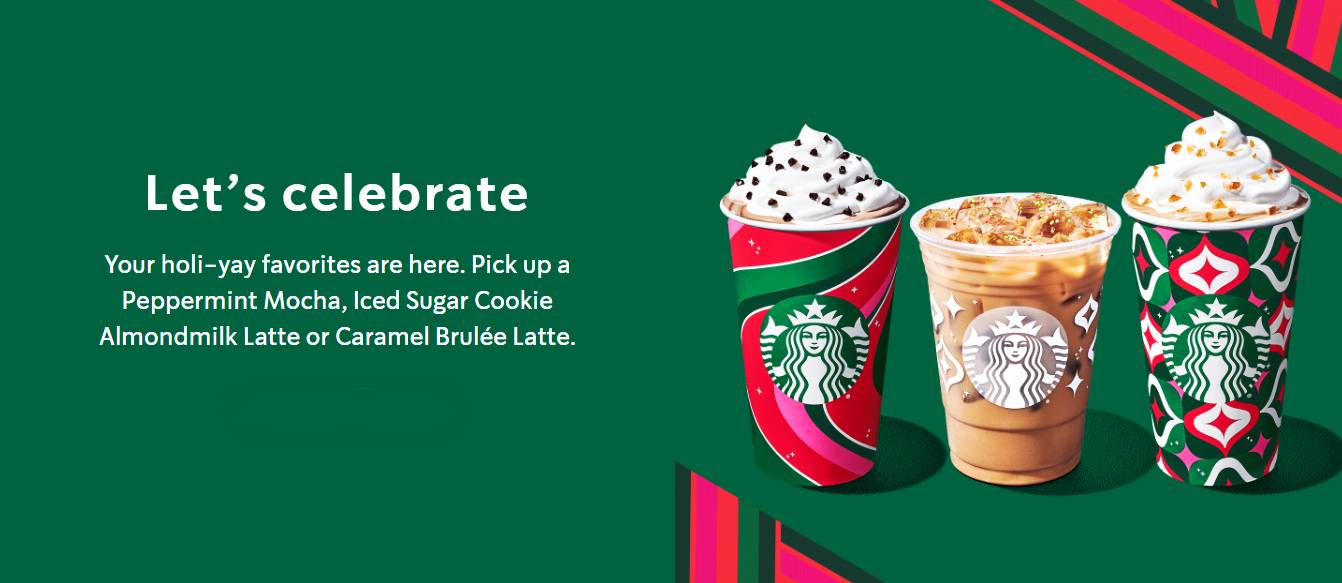 Let’s celebrate
Your holi-yay favorites are here. Pick up a
Peppermint Mocha, Iced Sugar Cookie
Almondmilk Latte or Caramel Brulée Latte.